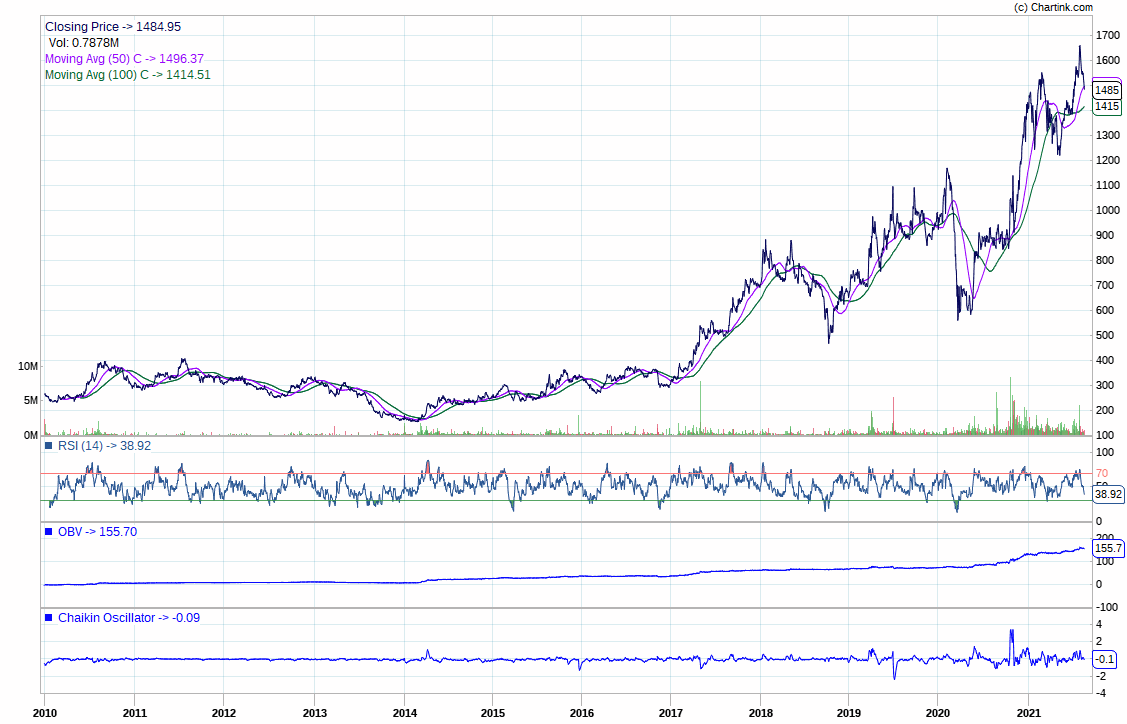 (c) Chartink.com
Closing Price -> 1484.95
Vol: 0.7878M
Moving Avg (50) C -> 1496.37
Moving Avg (100) C -> 1414.51
1700
1600
1485
1415
1300
1200
1100
1000
900
800
700
600
500
400
300
200
100
10M
5M
0M
RSI (14) -> 38.92
100
70
50
38.92
0
OBV -> 155.70
200
155.7
100
0
-100
Chaikin Oscillator -> -0.09
4
2
-0.1
-2
-4
2010 2011 2012 2013 2014 2015 2016 2017 2018 2019 2020 2021